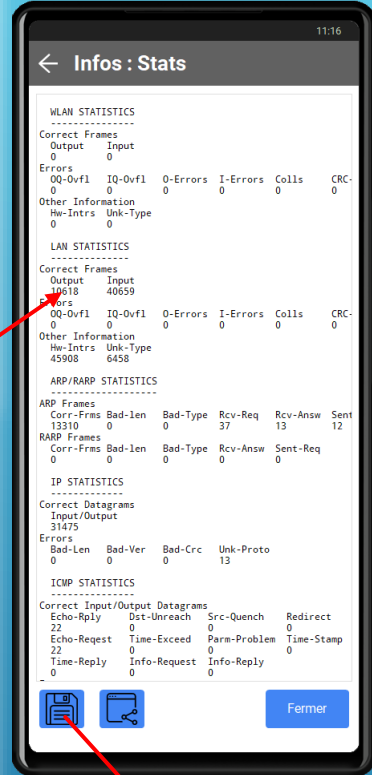 11:16
Infos : Stats
WLAN STATISTICS
---------------
Correct Frames
Output Input
0 0
Errors
OQ-Ovfl IQ-Ovfl O-Errors I-Errors Colls CRC-
0 0 0 0 0 0
Other Information
Hw-Intrs Unk-Type
0 0
LAN STATISTICS
--------------
Correct Frames
Output Input
10618 40659
Errors
OQ-Ovfl IQ-Ovfl O-Errors I-Errors Colls CRC-
0 0 0 0 0 0
Other Information
Hw-Intrs Unk-Type
45908 6458
ARP/RARP STATISTICS
-------------------
ARP Frames
Corr-Frms Bad-len Bad-Type Rcv-Req Rcv-Answ Sent
13310 0 0 37 13 12
RARP Frames
Corr-Frms Bad-len Bad-Type Rcv-Answ Sent-Req
0 0 0 0 0
IP STATISTICS
-------------
Correct Datagrams
Input/Output
31475
Errors
Bad-Len Bad-Ver Bad-Crc Unk-Proto
0 0 0 13
ICMP STATISTICS
---------------
Correct Input/Output Datagrams
Echo-Rply Dst-Unreach Src-Quench Redirect
22 0 0 0
Echo-Reqest Time-Exceed Parm-Problem Time-Stamp
22 0 0 0
Time-Reply Info-Request Info-Reply
0 0 0
Fermer